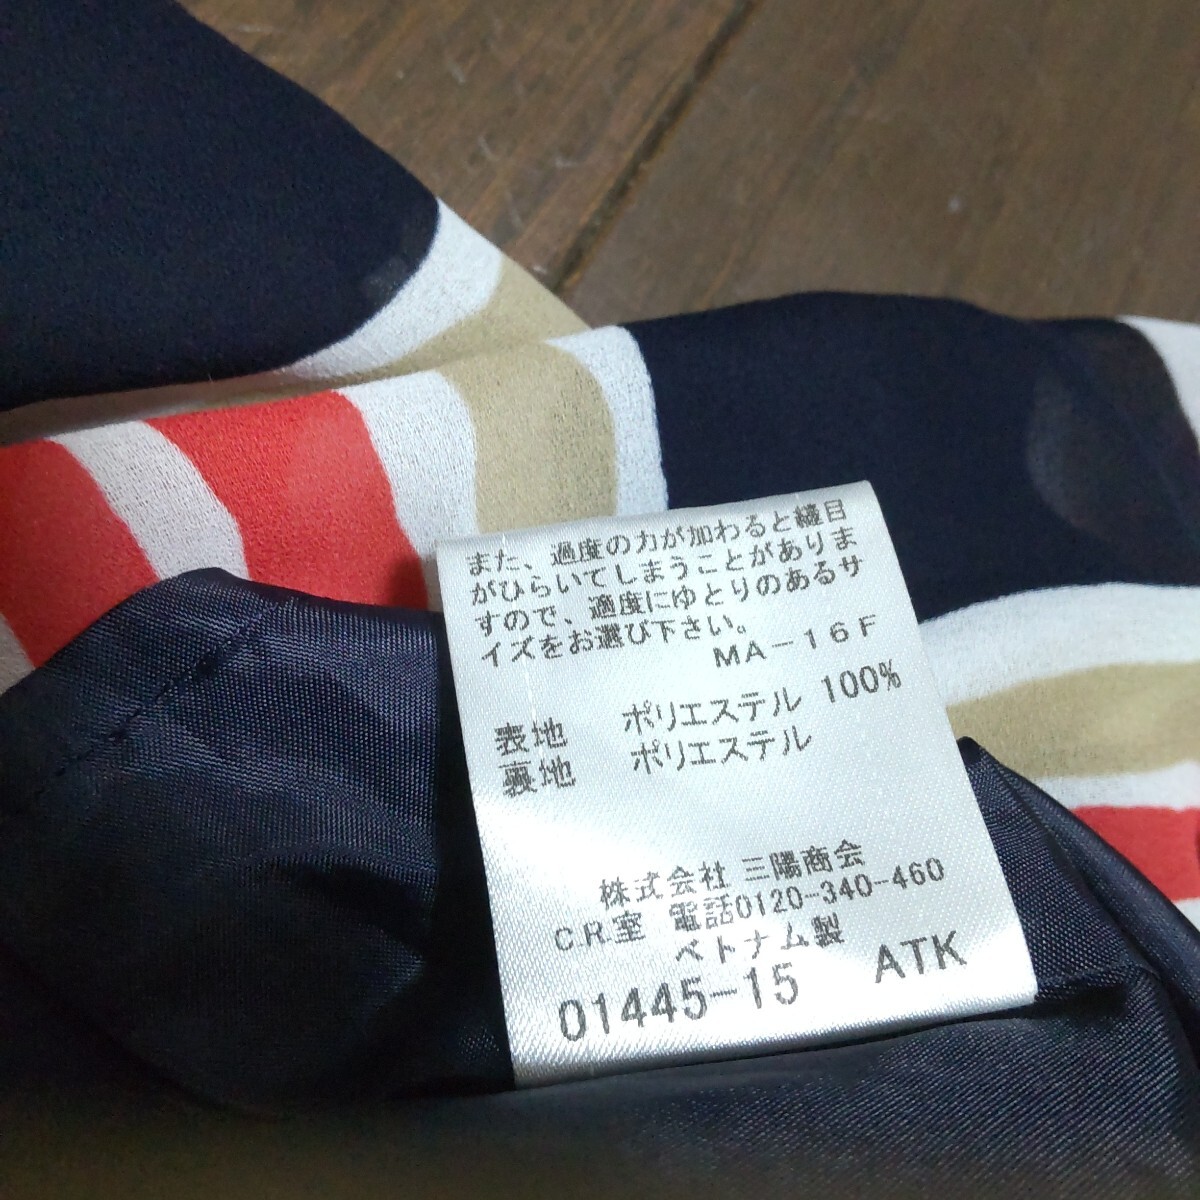 また、過度の力が加わると縫目
がひらいてしまうことがありま
すので、適度にゆとりのあるサ
イズをお選び下さい。
MA-16F
表地 ポリエステル 100%
裏地 ポリエステル
株式会社 三陽商会
C.R.室 電話0120-340-460
ベトナム製
01445-15 ATK